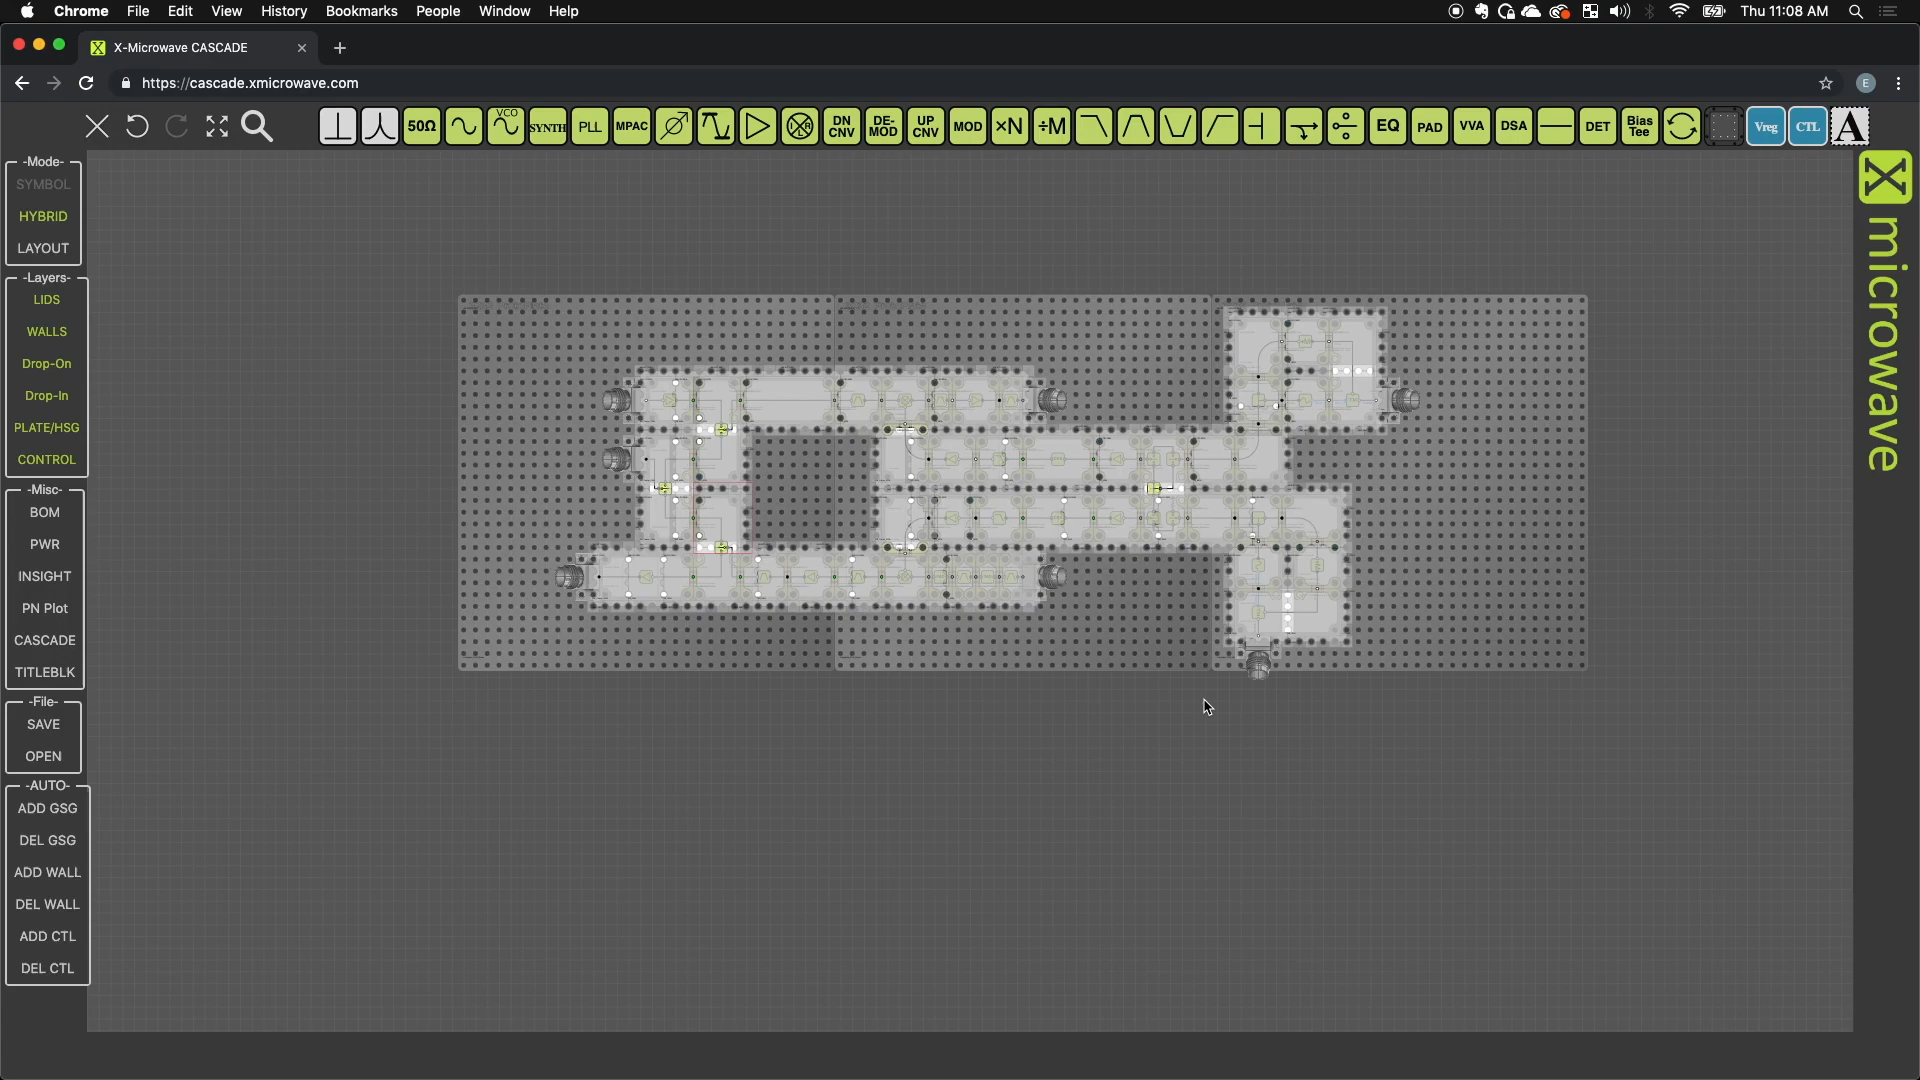 Chrome File Edit View History Bookmarks People Window Help
Thu 11:08 AM
X-Microwave CASCADE
https://cascade.xmicrowave.com
E
50Ω
VCO
SYNTH
PLL
MPAC
DN
CNV
DE-
MOD
UP
CNV
MOD
×N
÷M
EQ
PAD
VVA
DSA
DET
Bias
Tee
Vreg
CTL
A
X microwave
-Mode-
SYMBOL
HYBRID
LAYOUT
-Layers-
LIDS
WALLS
Drop-On
Drop-In
PLATE/HSG
CONTROL
-Misc-
BOM
PWR
INSIGHT
PN Plot
CASCADE
TITLEBLK
-File-
SAVE
OPEN
-AUTO-
ADD GSG
DEL GSG
ADD WALL
DEL WALL
ADD CTL
DEL CTL